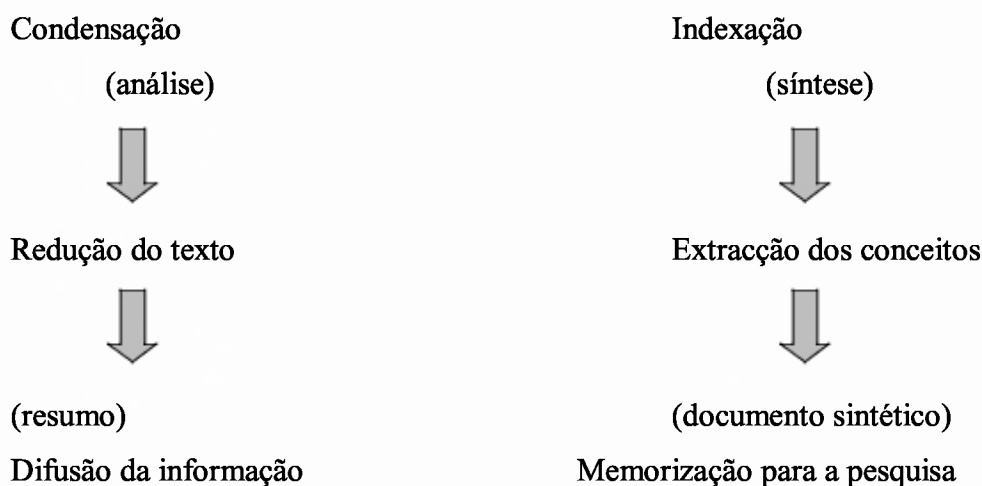 Condensação
(análise)
Redução do texto
(resumo)
Difusão da informação
Indexação
(síntese)
Extracção dos conceitos
(documento sintético)
Memorização para a pesquisa